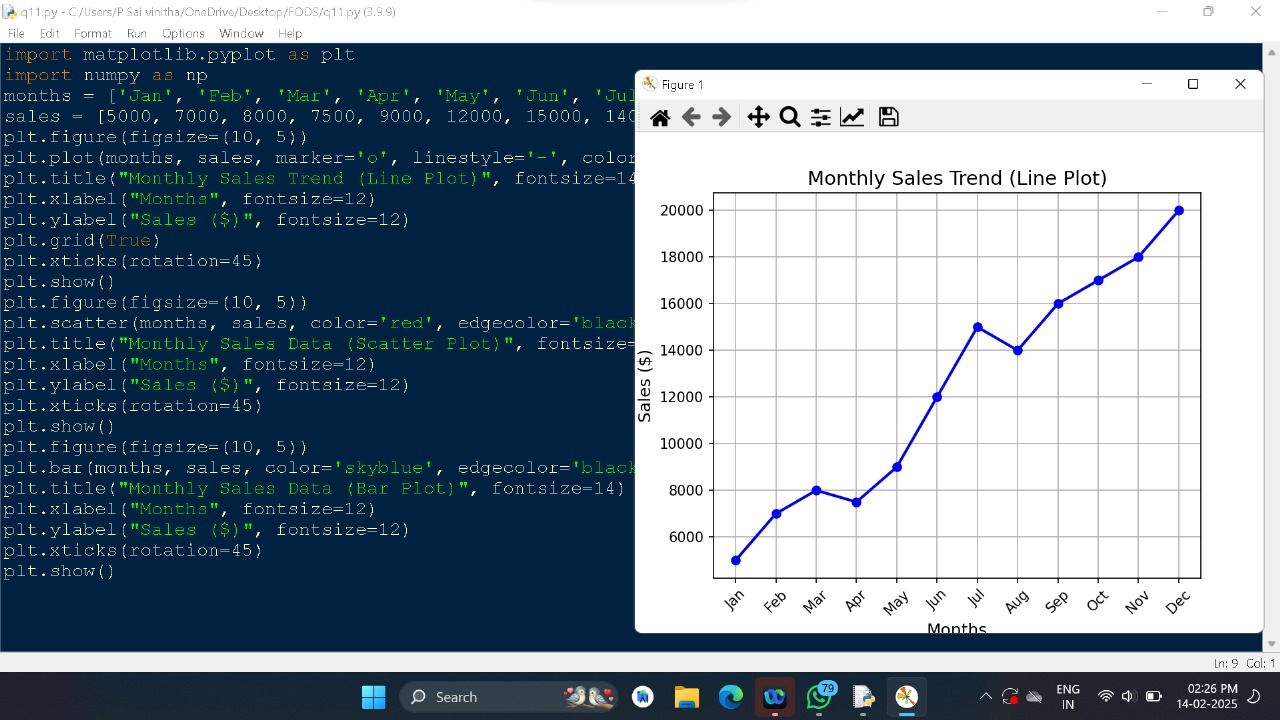 q11.py - C:/Users/P Sai vinitha/OneDrive/Desktop/FODS/q11.py (3.9.9)
File Edit Format Run Options Window Help
import matplotlib.pyplot as plt
import numpy as np
months = ['Jan', 'Feb', 'Mar', 'Apr', 'May', 'Jun', 'Jul
sales = [5000, 7000, 8000, 7500, 9000, 12000, 15000, 140
plt.figure(figsize=(10, 5))
plt.plot(months, sales, marker='o', linestyle='-', color
plt.title("Monthly Sales Trend (Line Plot)", fontsize=14
plt.xlabel("Months", fontsize=12)
plt.ylabel("Sales ($)", fontsize=12)
plt.grid(True)
plt.xticks(rotation=45)
plt.show()
plt.figure(figsize=(10, 5))
plt.scatter(months, sales, color='red', edgecolor='black
plt.title("Monthly Sales Data (Scatter Plot)", fontsize=
plt.xlabel("Months", fontsize=12)
plt.ylabel("Sales ($)", fontsize=12)
plt.xticks(rotation=45)
plt.show()
plt.figure(figsize=(10, 5))
plt.bar(months, sales, color='skyblue', edgecolor='black
plt.title("Monthly Sales Data (Bar Plot)", fontsize=14)
plt.xlabel("Months", fontsize=12)
plt.ylabel("Sales ($)", fontsize=12)
plt.xticks(rotation=45)
plt.show()
Figure 1
Monthly Sales Trend (Line Plot)
20000
18000
16000
14000
12000
10000
8000
6000
Sales ($)
Jan Feb Mar Apr May Jun Jul Aug Sep Oct Nov Dec
Months
Ln: 9 Col: 1
Search
79
ENG
IN
02:26 PM
14-02-2025